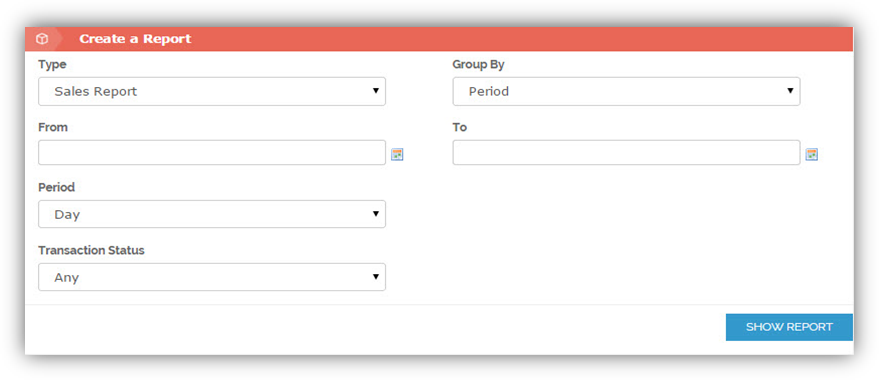 Create a Report
Type
Group By
Sales Report
Period
From
To
Period
Day
Transaction Status
Any
SHOW REPORT